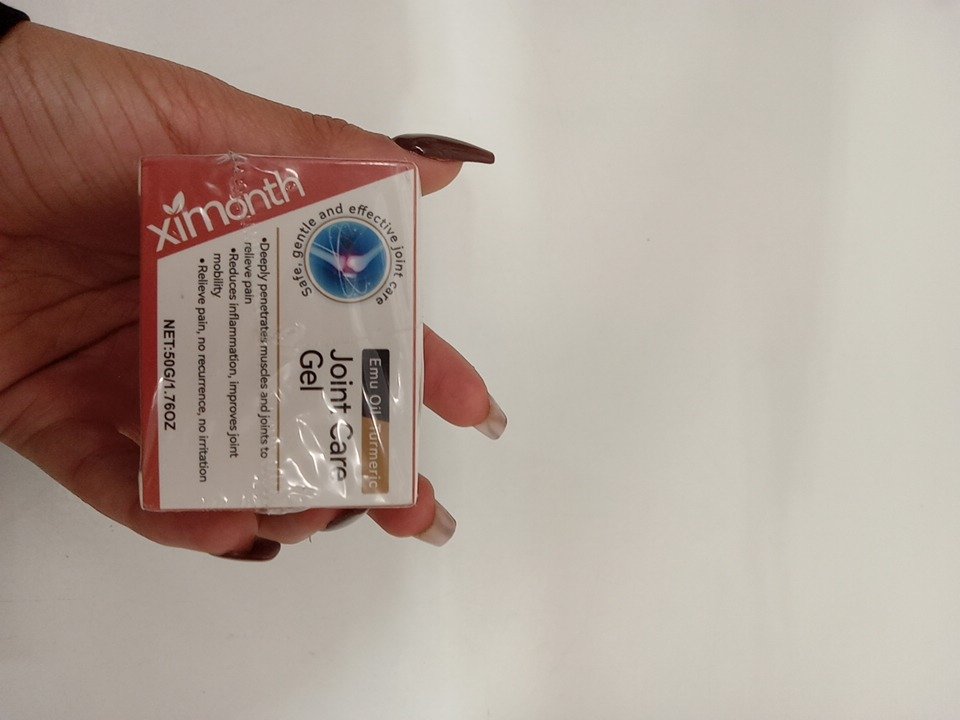 ximonth
Safe, gentle and effective joint care
Emu Oil Turmeric
Joint Care
Gel
•Deeply penetrates muscles and joints to
relieve pain
•Reduces inflammation, improves joint
mobility
•Relieve pain, no recurrence, no irritation
NET:50G/1.76OZ